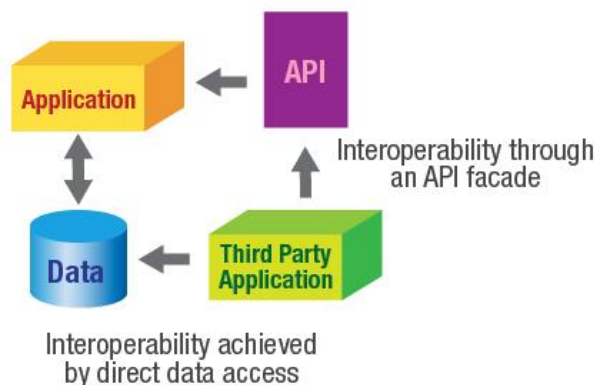 API
Application
Interoperability through
an API facade
Data
Third Party
Application
Interoperability achieved
by direct data access